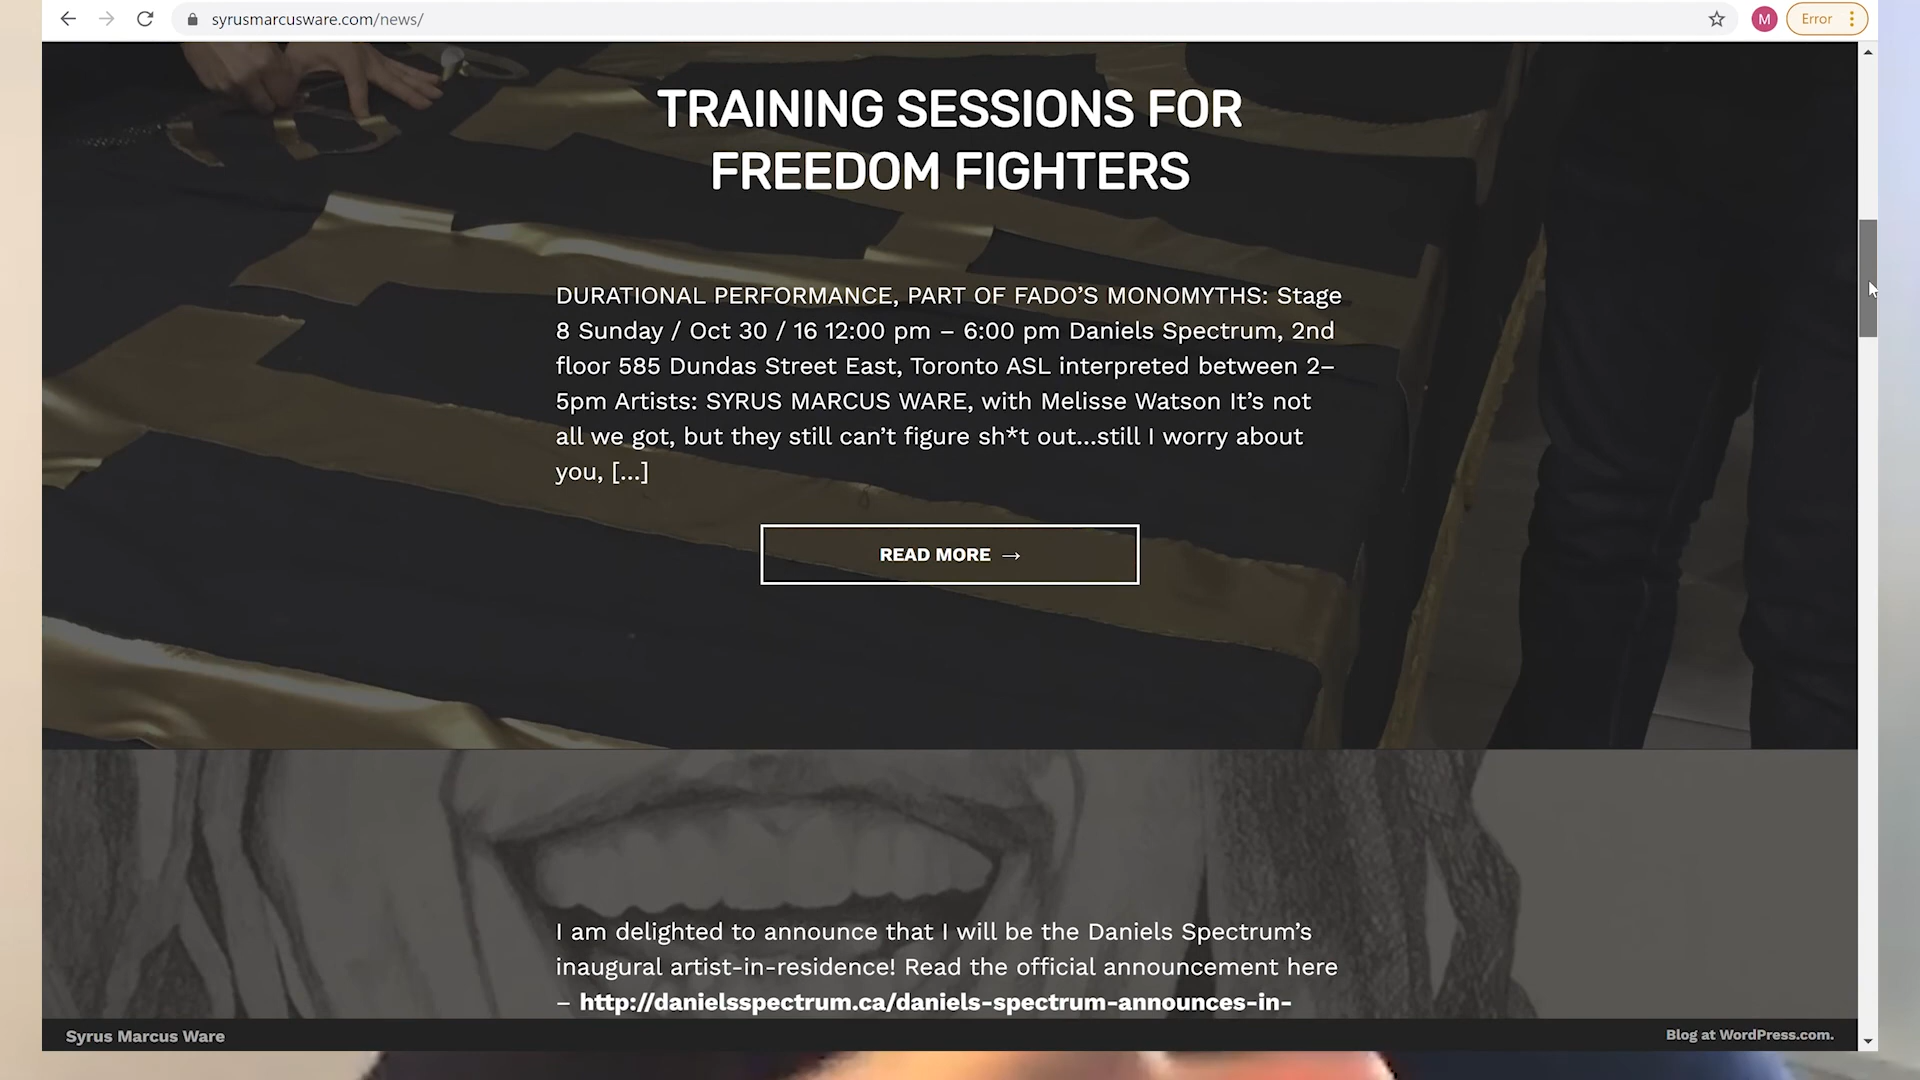 syrusmarcusware.com/news/
M
Error
TRAINING SESSIONS FOR
FREEDOM FIGHTERS
DURATIONAL PERFORMANCE, PART OF FADO’S MONOMYTHS: Stage
8 Sunday / Oct 30 / 16 12:00 pm – 6:00 pm Daniels Spectrum, 2nd
floor 585 Dundas Street East, Toronto ASL interpreted between 2–
5pm Artists: SYRUS MARCUS WARE, with Melisse Watson It’s not
all we got, but they still can’t figure sh*t out…still I worry about
you, […]
READ MORE →
I am delighted to announce that I will be the Daniels Spectrum’s
inaugural artist-in-residence! Read the official announcement here
– http://danielsspectrum.ca/daniels-spectrum-announces-in-
Syrus Marcus Ware
Blog at WordPress.com.